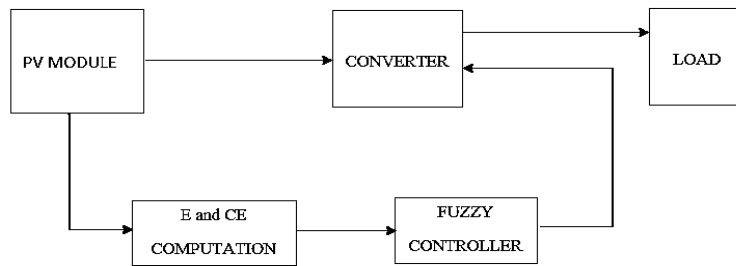 PV MODULE
CONVERTER
LOAD
E and CE
COMPUTATION
FUZZY
CONTROLLER